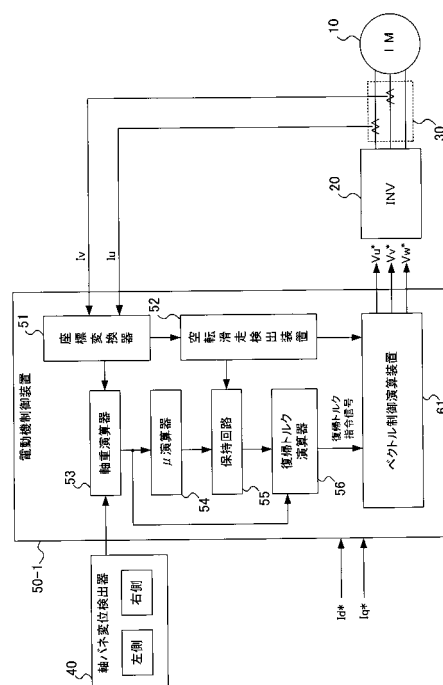 電動機制御装置
50-1
40
軸バネ変位検出器
左側
右側
51
座標変換器
52
空転滑走検出装置
53
軸重演算器
54
μ演算器
55
保持回路
56
復帰トルク
演算器
復帰トルク
指令信号
61
ベクトル制御演算装置
Id*
Iq*
Iv
Iu
Vu*
Vv*
Vw*
20
INV
30
10
IM